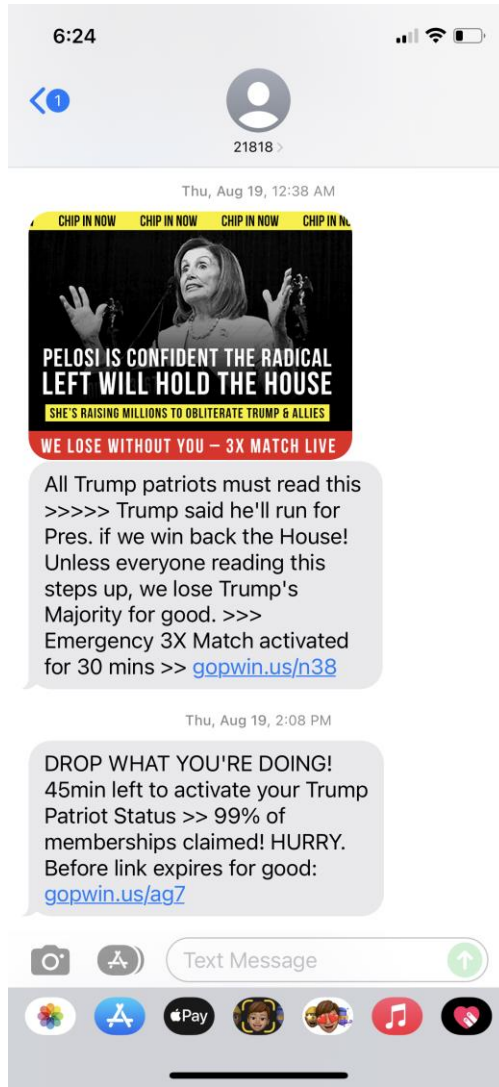 6:24
1
21818 >
Thu, Aug 19, 12:38 AM
CHIP IN NOW CHIP IN NOW CHIP IN NOW CHIP IN
PELOSI IS CONFIDENT THE RADICAL
LEFT WILL HOLD THE HOUSE
SHE'S RAISING MILLIONS TO OBLITERATE TRUMP & ALLIES
WE LOSE WITHOUT YOU – 3X MATCH LIVE
All Trump patriots must read this
>>>>> Trump said he'll run for
Pres. if we win back the House!
Unless everyone reading this
steps up, we lose Trump's
Majority for good. >>>
Emergency 3X Match activated
for 30 mins >> gopwin.us/n38
Thu, Aug 19, 2:08 PM
DROP WHAT YOU'RE DOING!
45min left to activate your Trump
Patriot Status >> 99% of
memberships claimed! HURRY.
Before link expires for good:
gopwin.us/ag7
Text Message
Pay